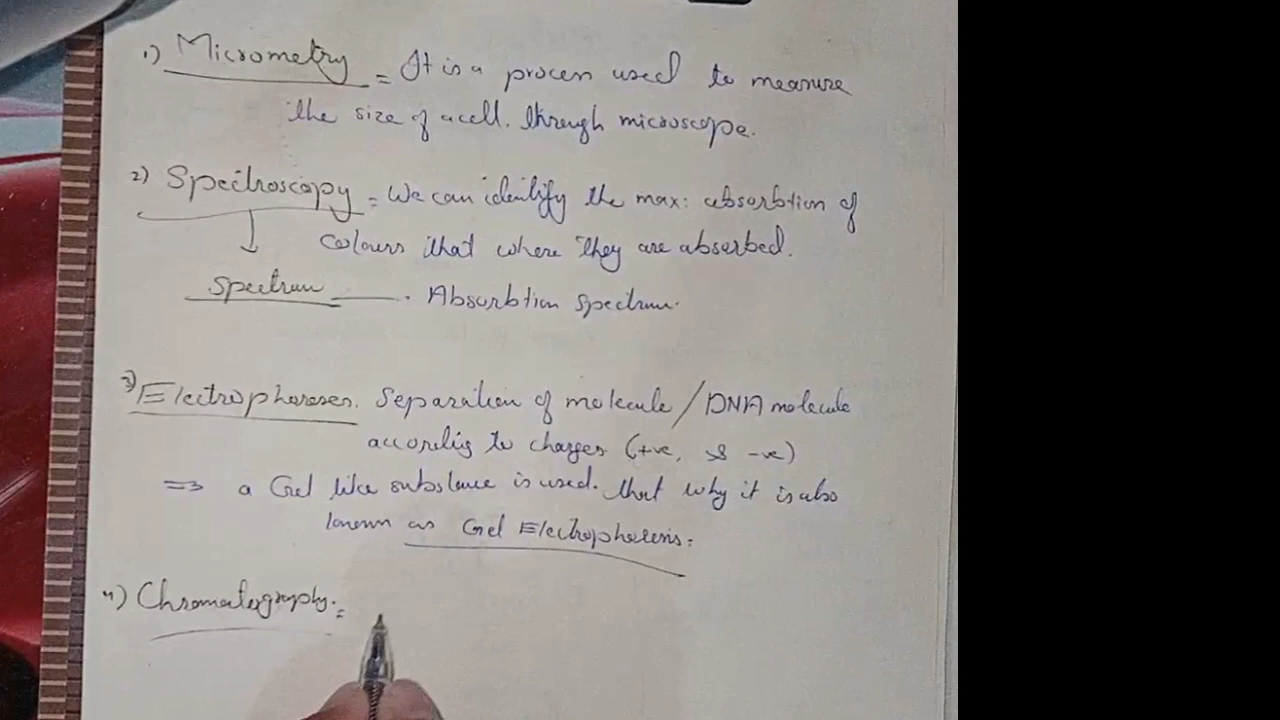 1) Micrometry = It is a process used to measure
the size of a cell. through microscope.
2) Spectroscopy = We can identify the max: absorbtion of
colours that where they are absorbed.
Spectrum . Absorbtion Spectrum.
3) Electrophoreses. Separation of molecule/DNA molecule
according to charges (+ve, & -ve)
⇒ a Gel like substance is used. that why it is also
known as Gel Electrophoresis.
4) Chromatography. =